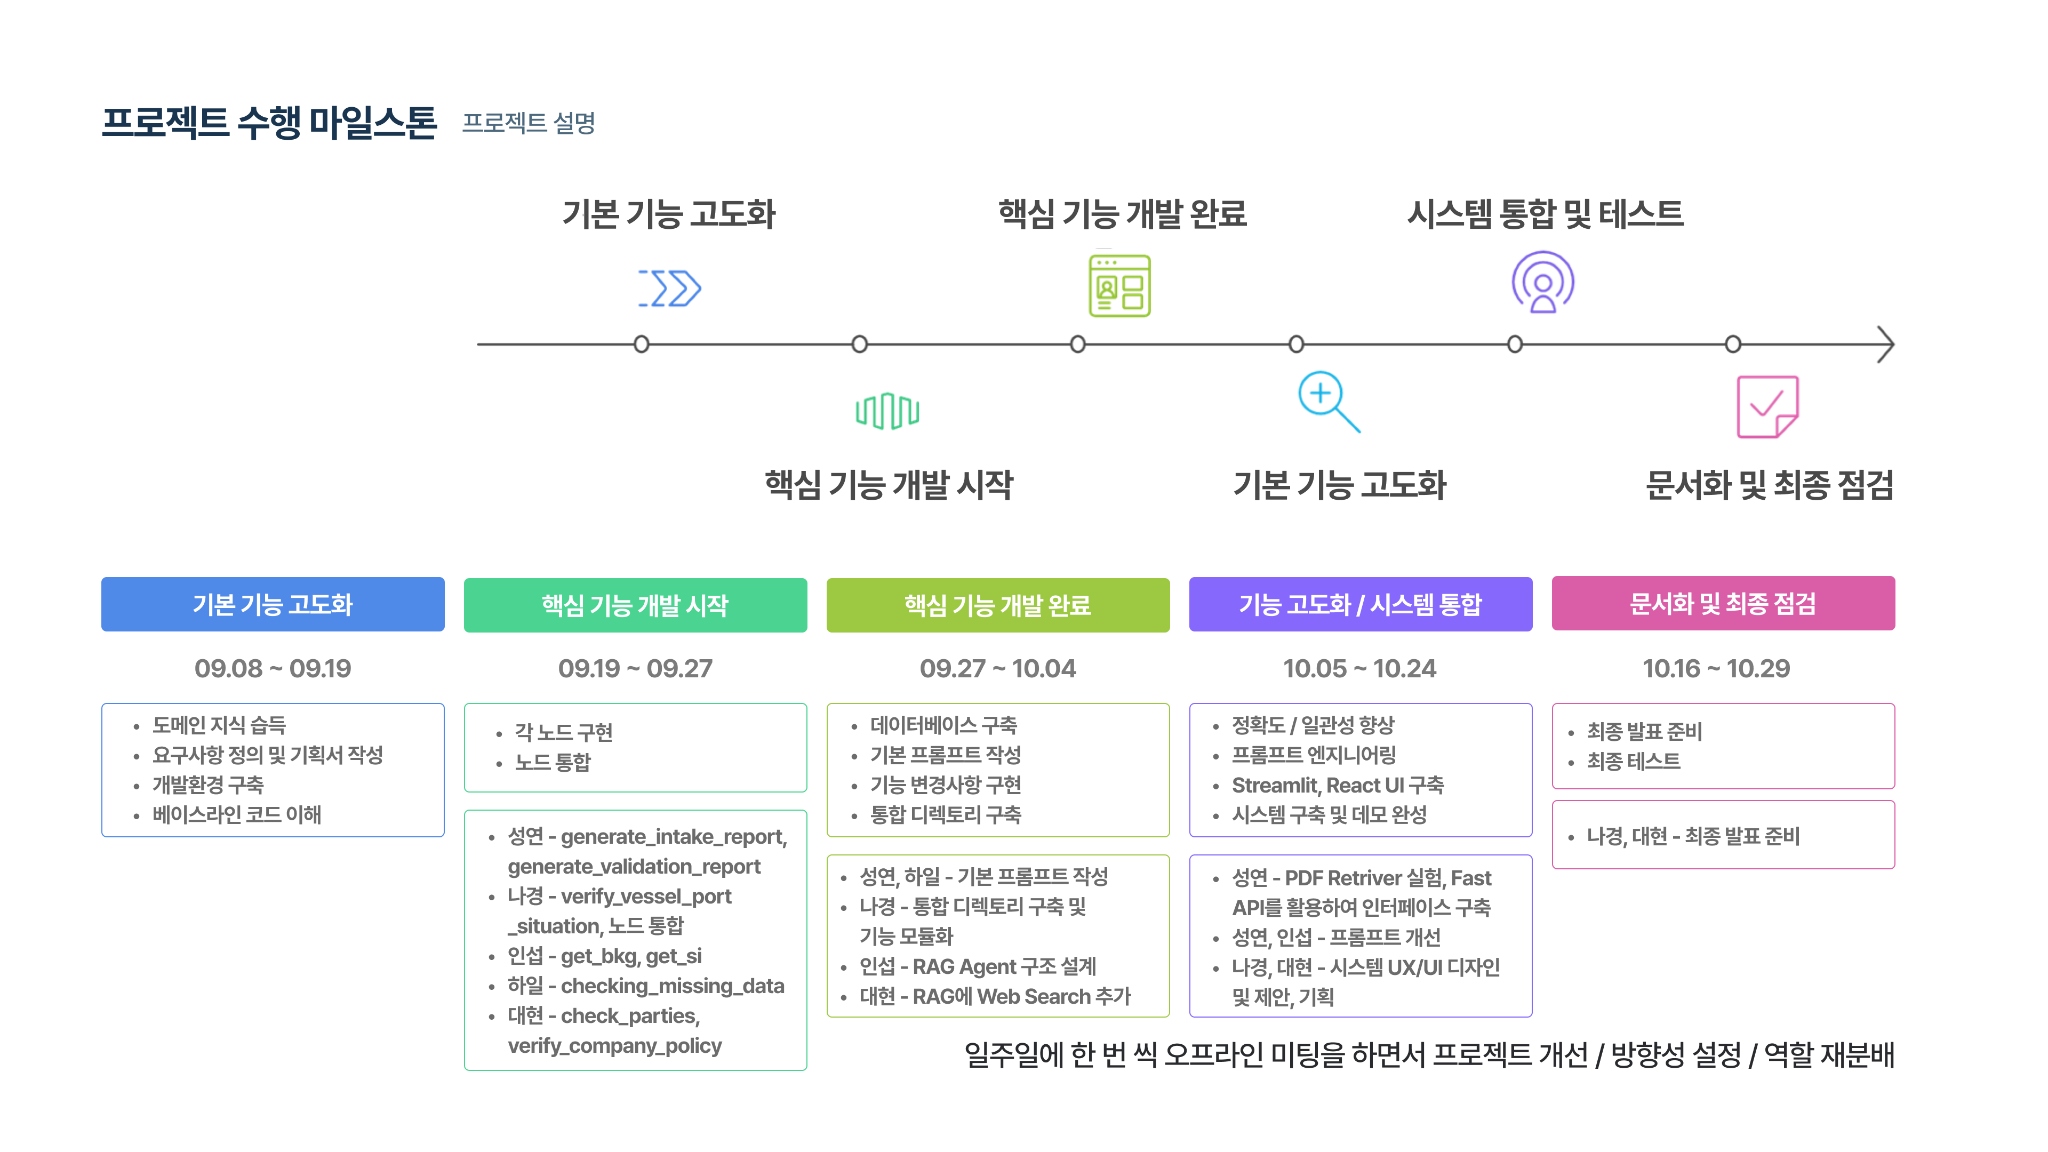 프로젝트 수행 마일스톤 프로젝트 설명
기본 기능 고도화
핵심 기능 개발 완료
시스템 통합 및 테스트
핵심 기능 개발 시작
기본 기능 고도화
문서화 및 최종 점검
기본 기능 고도화
09.08 ~ 09.19
• 도메인 지식 습득
• 요구사항 정의 및 기획서 작성
• 개발환경 구축
• 베이스라인 코드 이해
핵심 기능 개발 시작
09.19 ~ 09.27
• 각 노드 구현
• 노드 통합
• 성연 - generate_intake_report,
generate_validation_report
• 나경 - verify_vessel_port
_situation, 노드 통합
• 인섭 - get_bkg, get_si
• 하일 - checking_missing_data
• 대현 - check_parties,
verify_company_policy
핵심 기능 개발 완료
09.27 ~ 10.04
• 데이터베이스 구축
• 기본 프롬프트 작성
• 기능 변경사항 구현
• 통합 디렉토리 구축
• 성연, 하일 - 기본 프롬프트 작성
• 나경 - 통합 디렉토리 구축 및
기능 모듈화
• 인섭 - RAG Agent 구조 설계
• 대현 - RAG에 Web Search 추가
기능 고도화 / 시스템 통합
10.05 ~ 10.24
• 정확도 / 일관성 향상
• 프롬프트 엔지니어링
• Streamlit, React UI 구축
• 시스템 구축 및 데모 완성
• 성연 - PDF Retriver 실험, Fast
API를 활용하여 인터페이스 구축
• 성연, 인섭 - 프롬프트 개선
• 나경, 대현 - 시스템 UX/UI 디자인
및 제안, 기획
문서화 및 최종 점검
10.16 ~ 10.29
• 최종 발표 준비
• 최종 테스트
• 나경, 대현 - 최종 발표 준비
일주일에 한 번 씩 오프라인 미팅을 하면서 프로젝트 개선 / 방향성 설정 / 역할 재분배